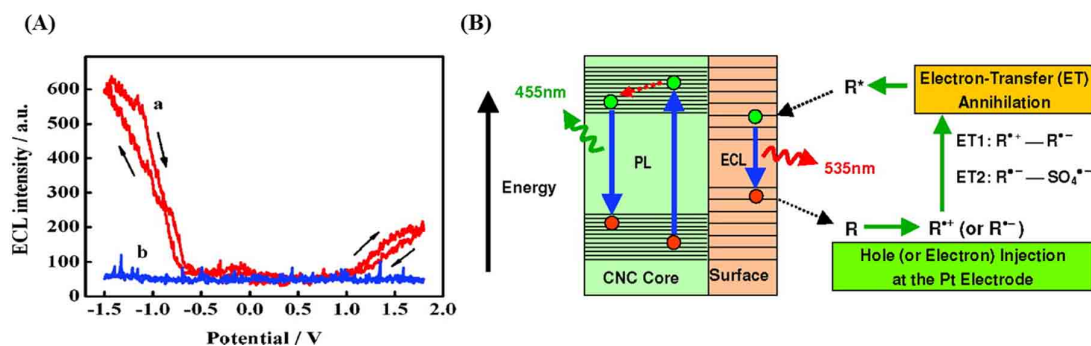 (A)
ECL intensity / a.u.
600
500
400
300
200
100
0
a
b
-1.5 -1.0 -0.5 0.0 0.5 1.0 1.5 2.0
Potential / V
(B)
Energy
455nm
PL
ECL
535nm
CNC Core
Surface
R*
Electron-Transfer (ET)
Annihilation
ET1: R•+ — R•−
ET2: R•− — SO4•−
R
R•+ (or R•−)
Hole (or Electron) Injection
at the Pt Electrode